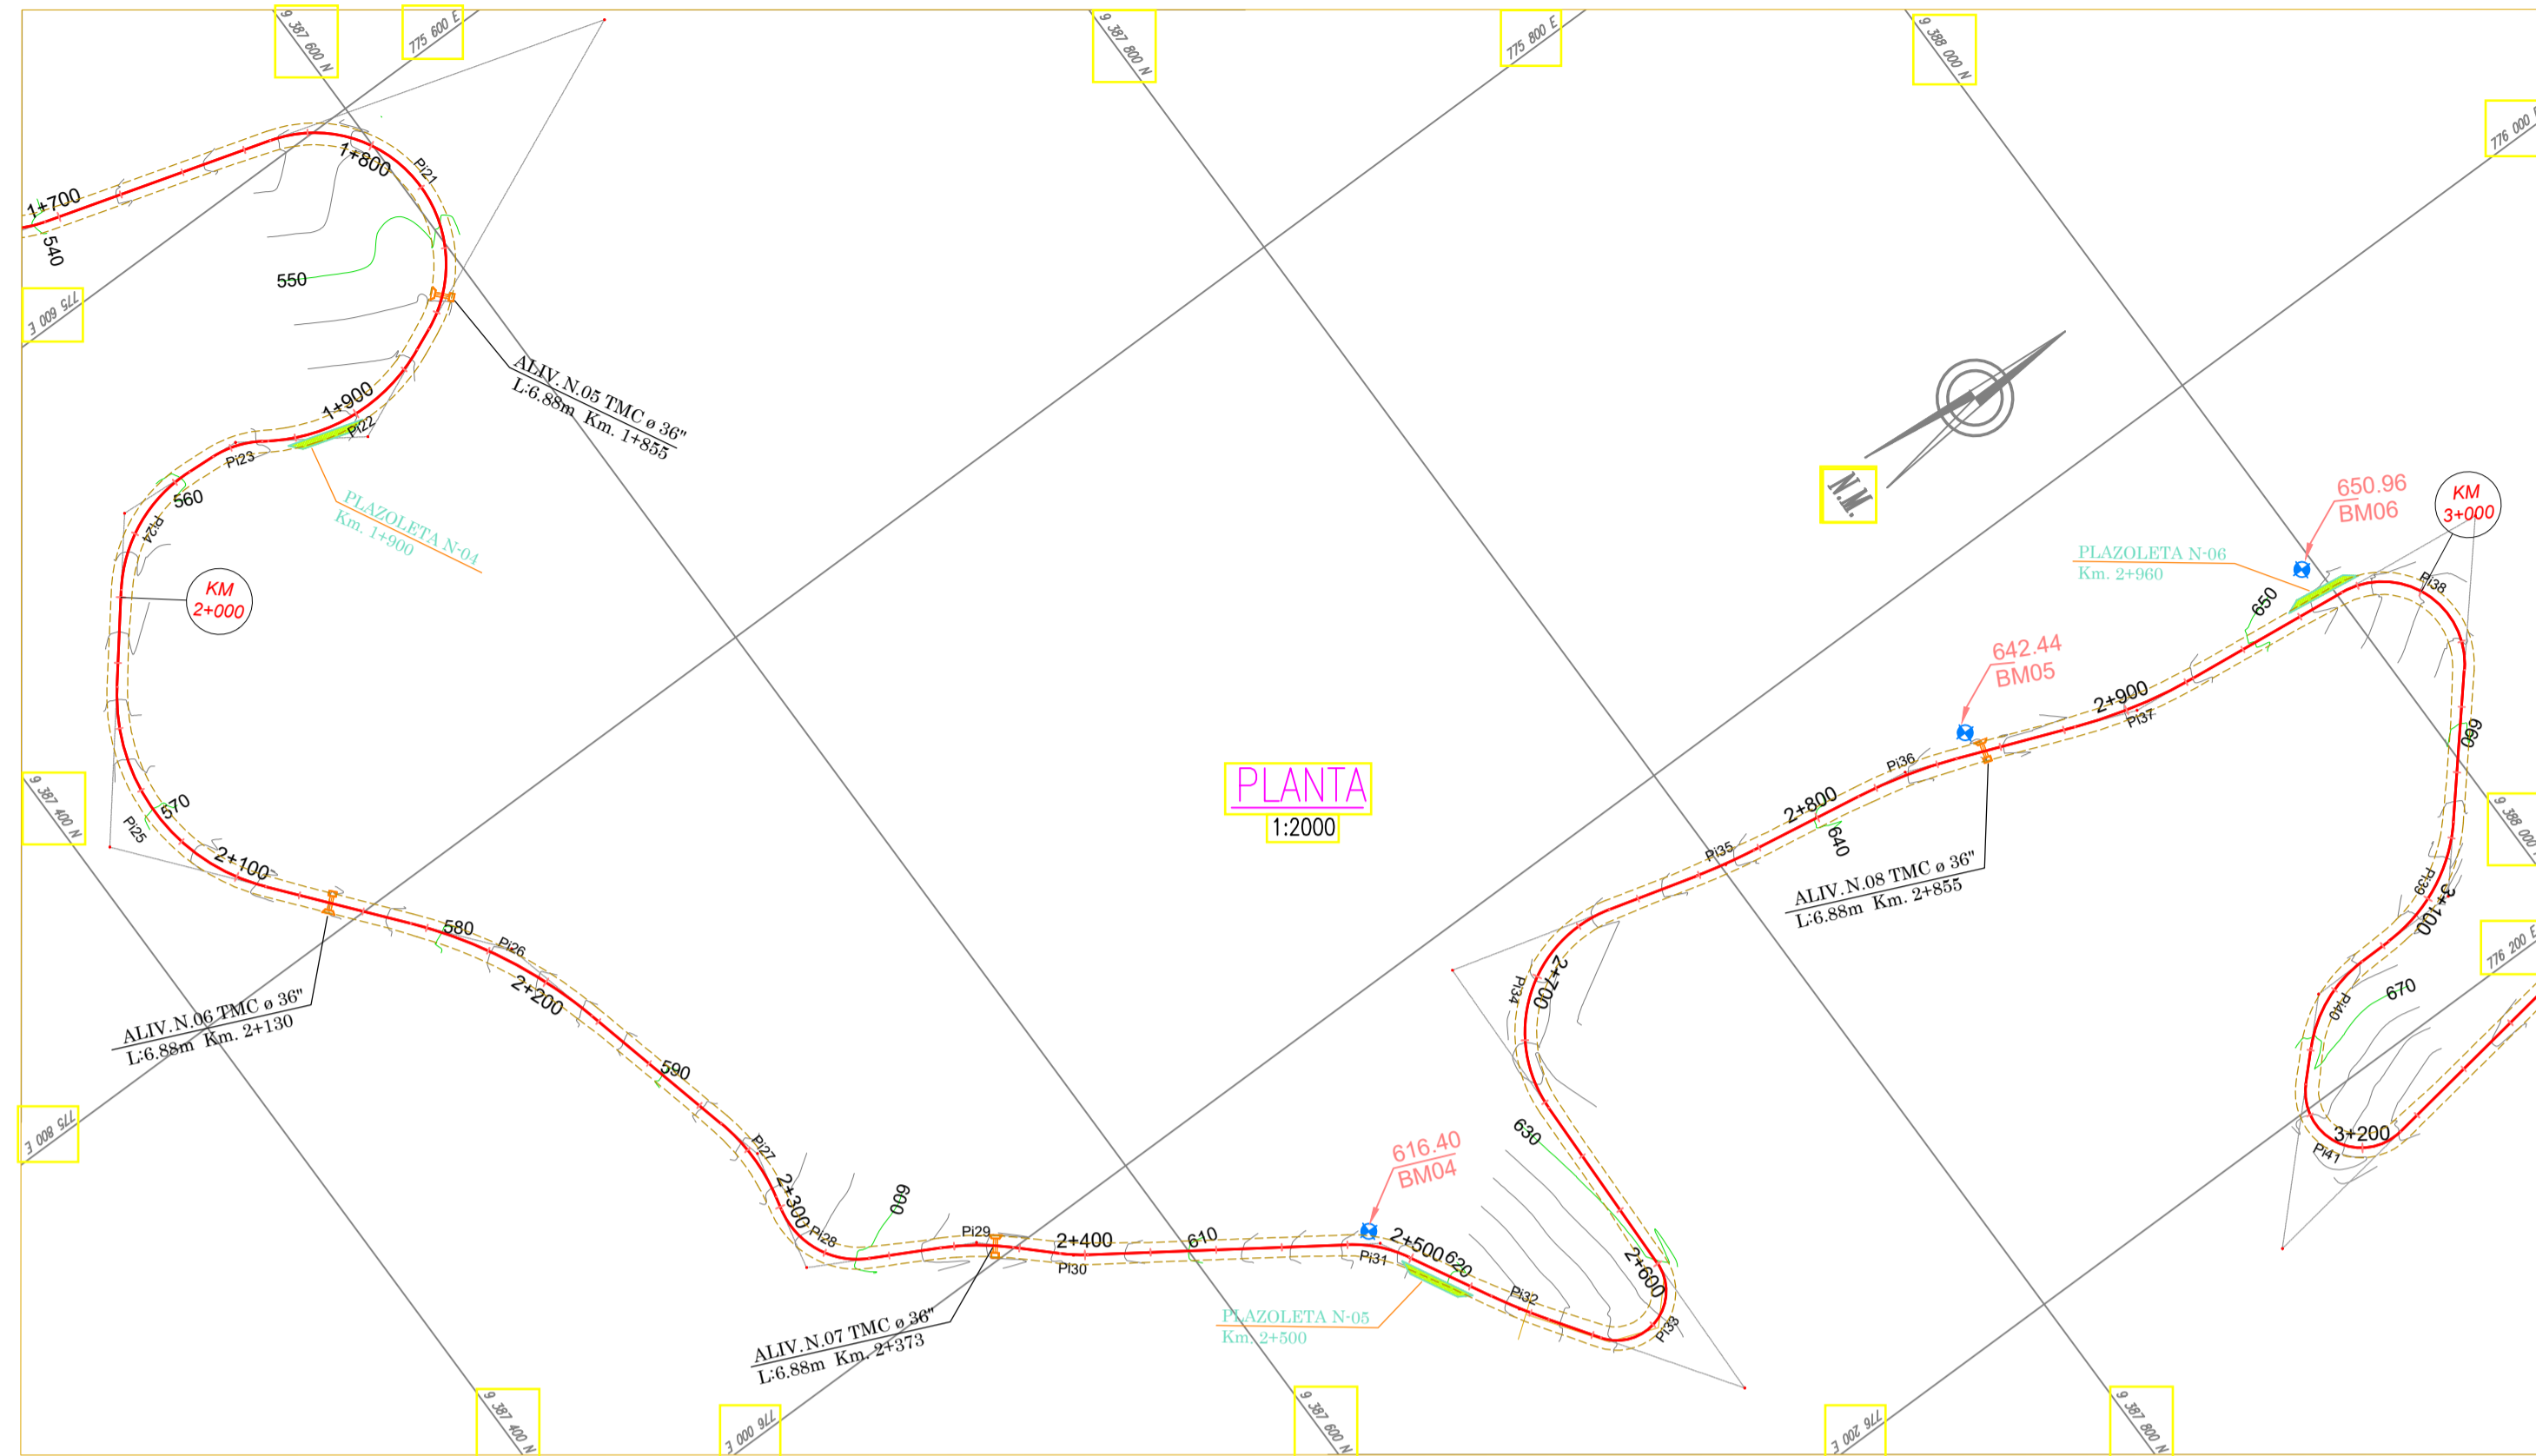 9 387 600 N
775 600 E
9 387 800 N
775 800 E
9 388 000 N
776 000 E
1+700
540
1+800
Pi21
550
775 600 E
ALIV. N.05 TMC ø 36"
L:6.88m Km. 1+855
1+900
Pi22
Pi23
PLAZOLETA N-04
Km. 1+900
560
Pi24
KM
2+000
N.M.
650.96
BM06
KM
3+000
PLAZOLETA N-06
Km. 2+960
Pi38
650
642.44
BM05
2+900
Pi37
660
Pi36
9 387 400 N
570
Pi25
2+100
PLANTA
1:2000
2+800
640
Pi35
9 388 000 N
ALIV. N.08 TMC ø 36"
L:6.88m Km. 2+855
Pi39
3+100
580
Pi26
2+200
776 200 E
2+700
Pi34
670
Pi40
ALIV. N.06 TMC ø 36"
L:6.88m Km. 2+130
590
775 800 E
Pi27
630
3+200
Pi41
616.40
BM04
2+300
600
Pi28
Pi29
2+400
Pi30
610
Pi31
2+500
620
Pi32
2+600
Pi33
PLAZOLETA N-05
Km. 2+500
ALIV. N.07 TMC ø 36"
L:6.88m Km. 2+373
9 387 400 N
776 000 E
9 387 600 N
776 200 E
9 387 800 N